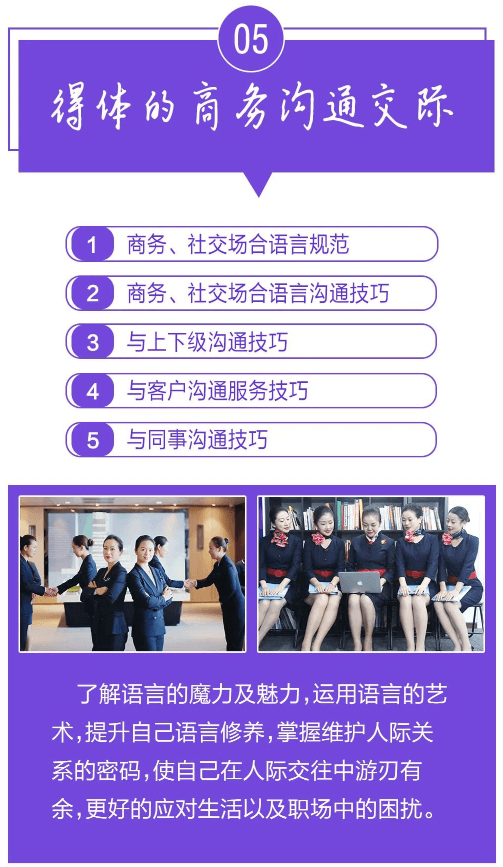 05
得体的商务沟通交际
1 商务、社交场合语言规范
2 商务、社交场合语言沟通技巧
3 与上下级沟通技巧
4 与客户沟通服务技巧
5 与同事沟通技巧
了解语言的魔力及魅力,运用语言的艺
术,提升自己语言修养,掌握维护人际关
系的密码,使自己在人际交往中游刃有
余,更好的应对生活以及职场中的困扰。